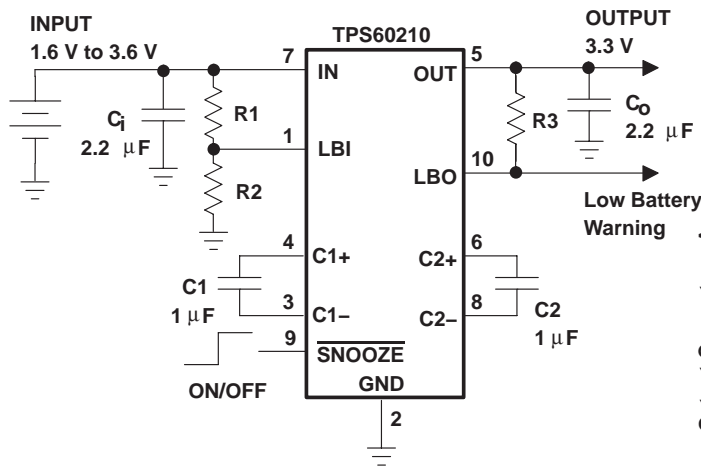 INPUT
1.6 V to 3.6 V
TPS60210
OUTPUT
3.3 V
7
IN
OUT
5
Ci
2.2 μF
R1
R3
Co
2.2 μF
1
LBI
10
LBO
R2
Low Battery
Warning
4
C1+
C2+
6
C1
1 μF
C2
1 μF
3
C1–
C2–
8
9
SNOOZE
ON/OFF
GND
2